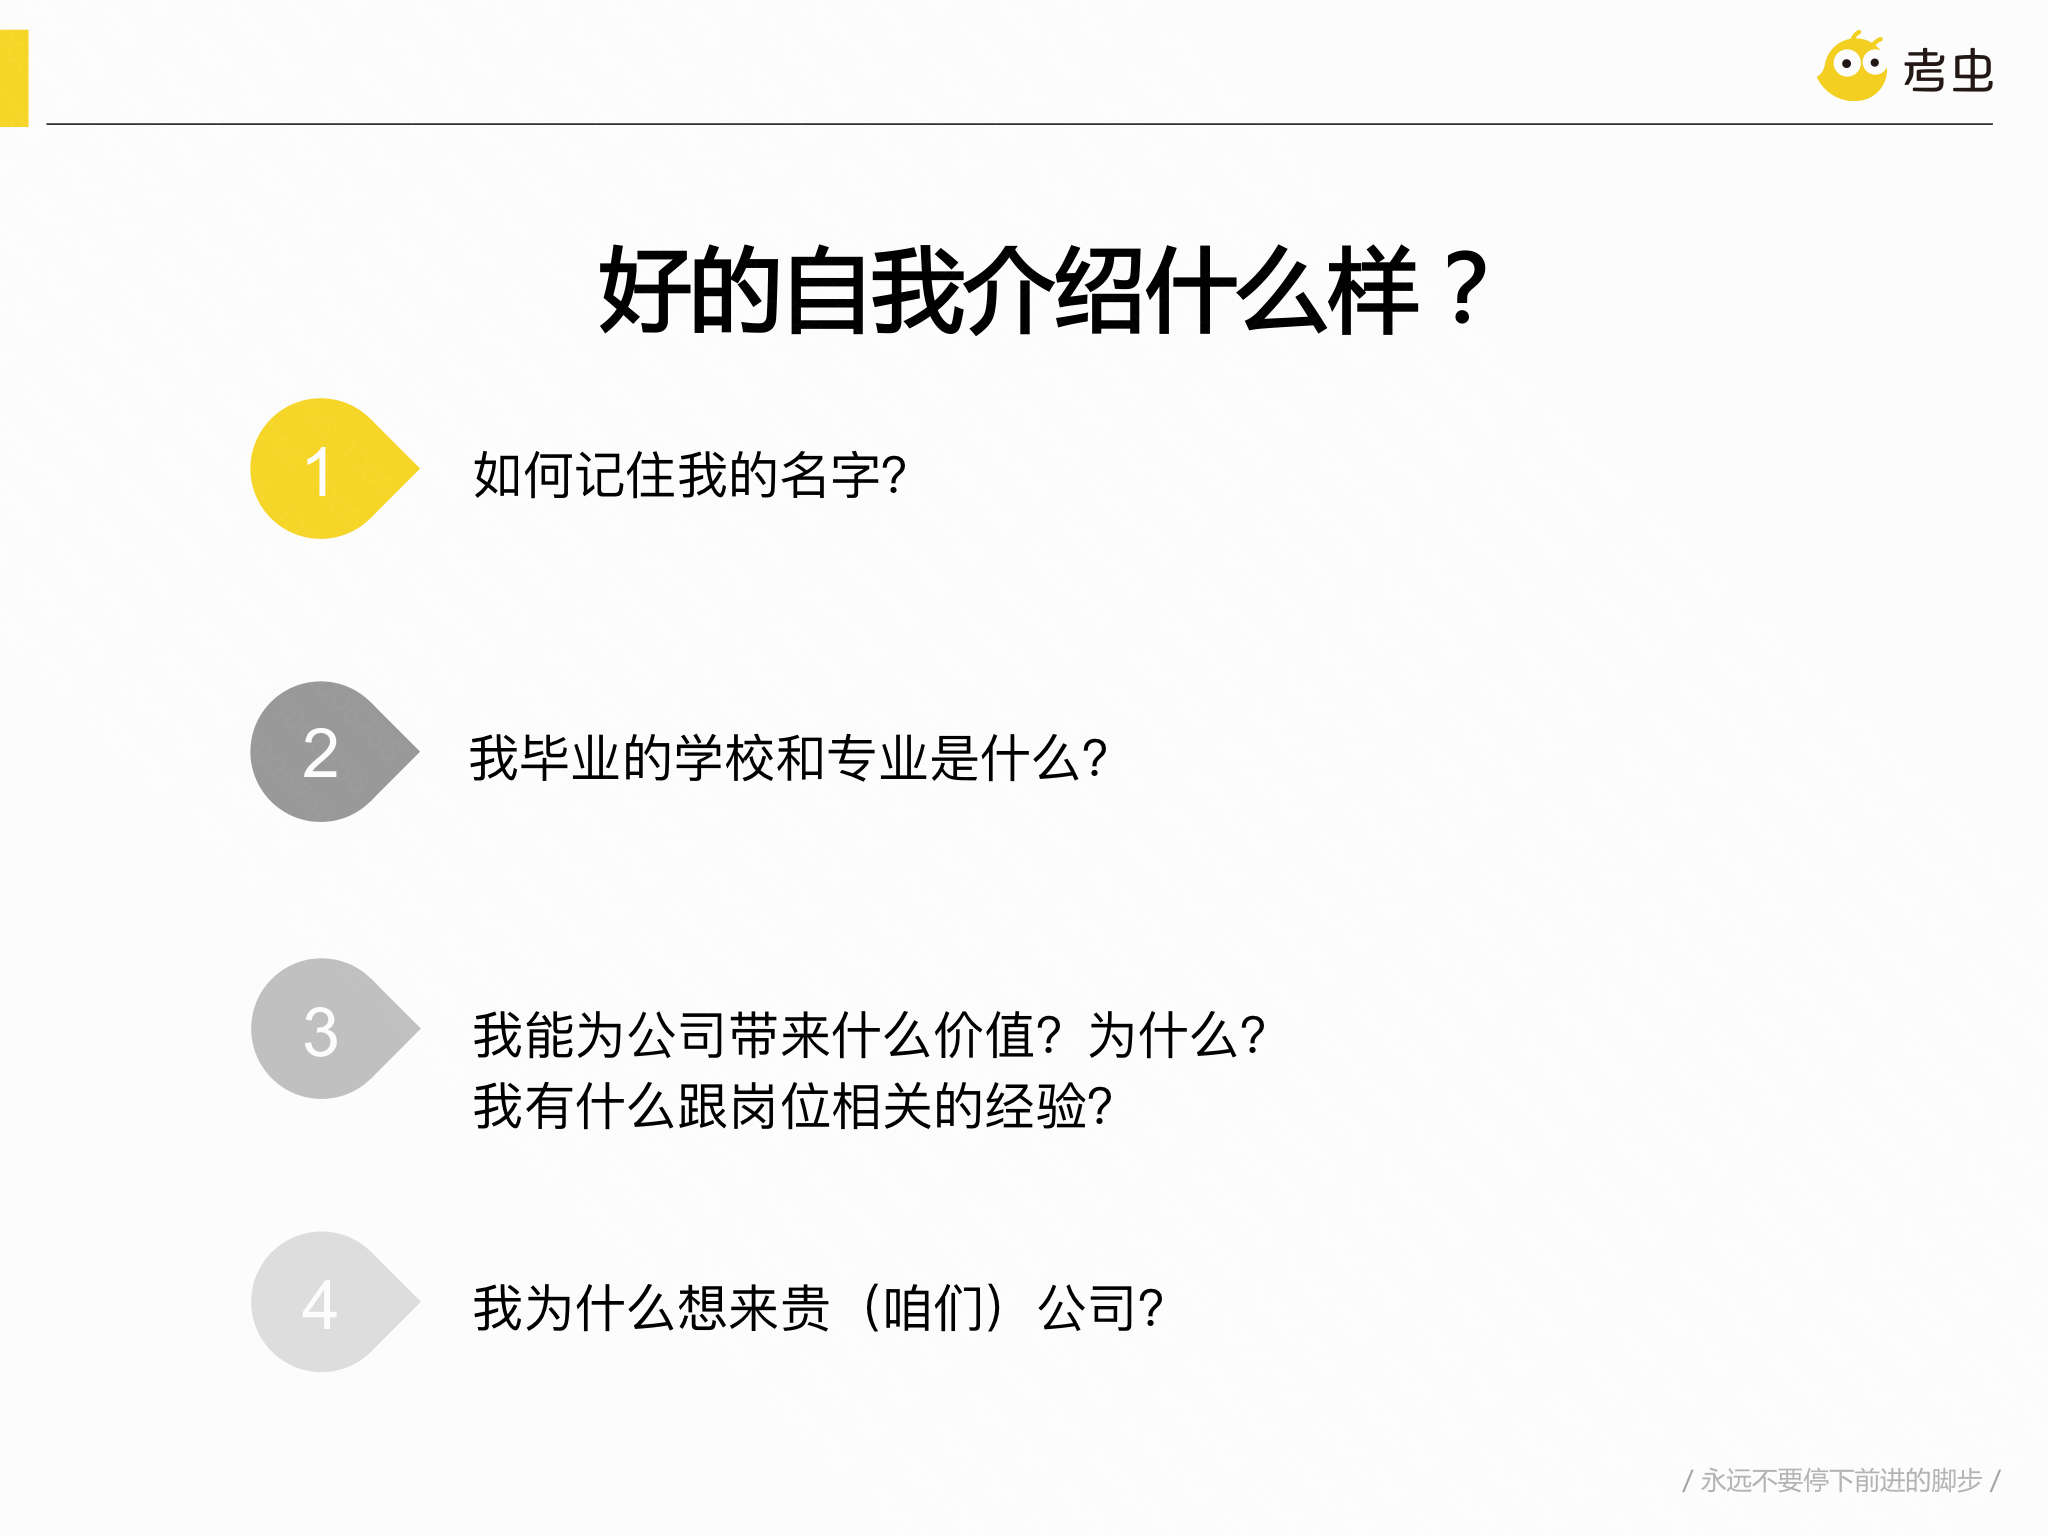 考虫
好的自我介绍什么样？
1
如何记住我的名字？
2
我毕业的学校和专业是什么？
3
我能为公司带来什么价值？为什么？
我有什么跟岗位相关的经验？
4
我为什么想来贵（咱们）公司？
/ 永远不要停下前进的脚步 /